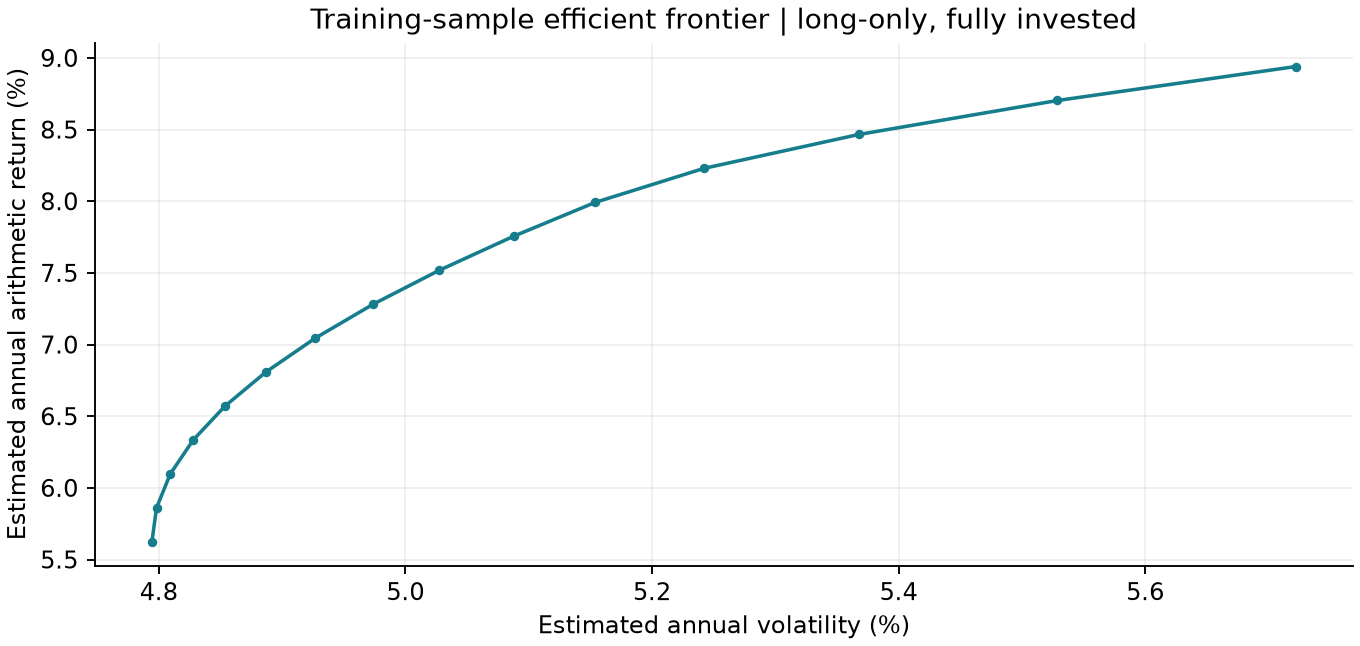 Training-sample efficient frontier | long-only, fully invested
Estimated annual arithmetic return (%)
9.0
8.5
8.0
7.5
7.0
6.5
6.0
5.5
4.8 5.0 5.2 5.4 5.6
Estimated annual volatility (%)